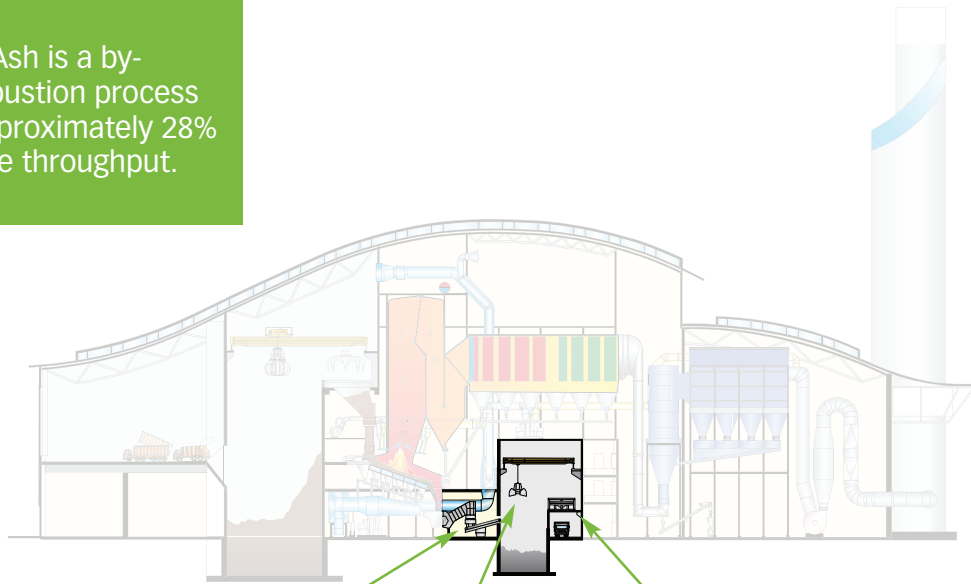 Ash is a by-
bustion process
proximately 28%
e throughput.